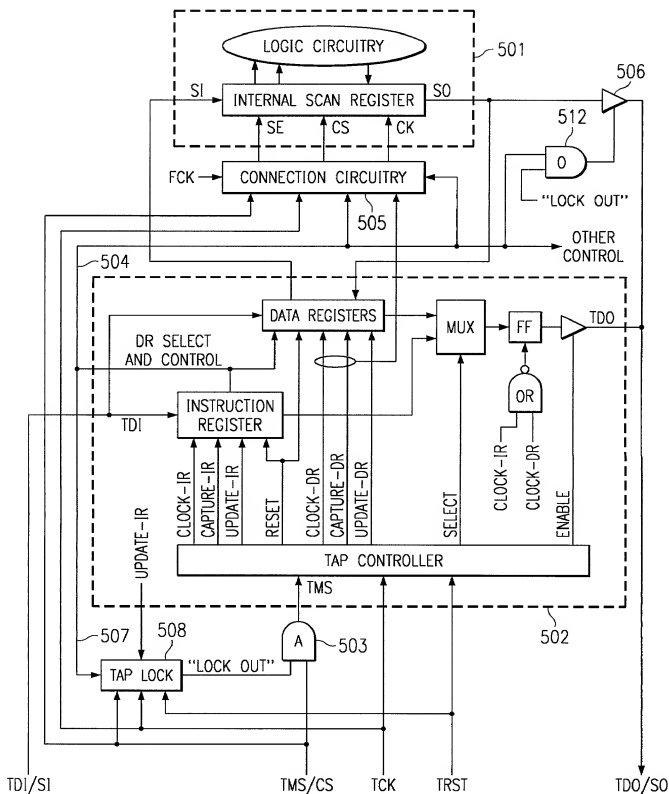 LOGIC CIRCUITRY
501
506
SI
INTERNAL SCAN REGISTER
SO
512
SE
CS
CK
O
FCK
CONNECTION CIRCUITRY
"LOCK OUT"
505
504
OTHER
CONTROL
DATA REGISTERS
MUX
FF
TDO
DR SELECT
AND CONTROL
INSTRUCTION
REGISTER
OR
TDI
CLOCK-IR
CAPTURE-IR
UPDATE-IR
RESET
CLOCK-DR
CAPTURE-DR
UPDATE-DR
SELECT
CLOCK-IR
CLOCK-DR
ENABLE
UPDATE-IR
TAP CONTROLLER
TMS
502
507
508
A
503
TAP LOCK
"LOCK OUT"
TDI/SI
TMS/CS
TCK
TRST
TDO/SO